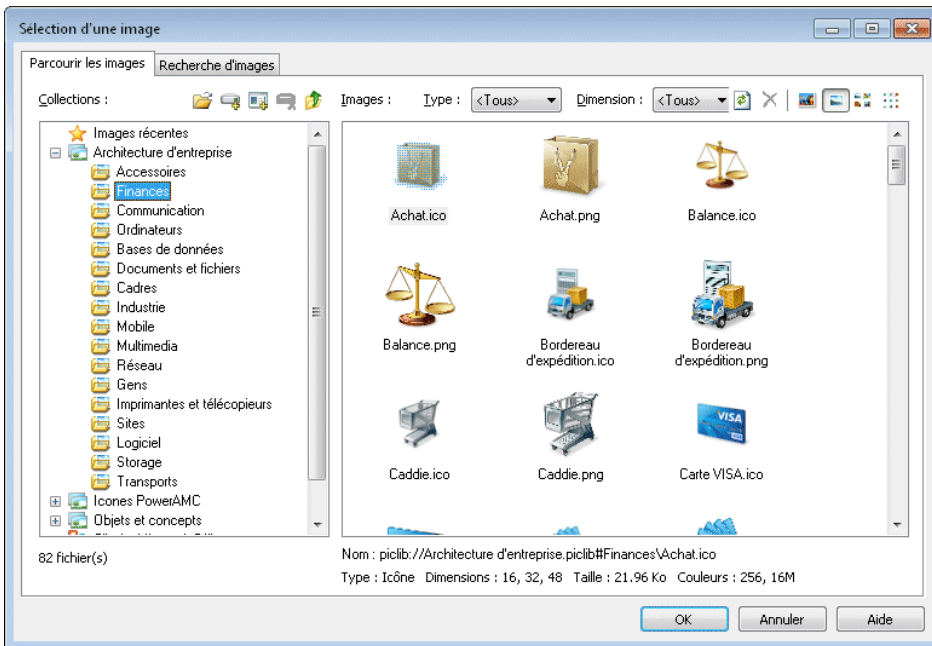 Sélection d'une image
Parcourir les images
Recherche d'images
Collections :
Images :
Type :
<Tous>
Dimension :
<Tous>
Images récentes
Architecture d'entreprise
Accessoires
Finances
Communication
Ordinateurs
Bases de données
Documents et fichiers
Cadres
Industrie
Mobile
Multimedia
Réseau
Gens
Imprimantes et télécopieurs
Sites
Logiciel
Storage
Transports
Icones PowerAMC
Objets et concepts
Achat.ico
Achat.png
Balance.ico
Balance.png
Bordereau
d'expédition.ico
Bordereau
d'expédition.png
Caddie.ico
Caddie.png
VISA
Carte VISA.ico
82 fichier(s)
Nom : piclib://Architecture d'entreprise.piclib#Finances\Achat.ico
Type : Icône Dimensions : 16, 32, 48 Taille : 21.96 Ko Couleurs : 256, 16M
OK
Annuler
Aide